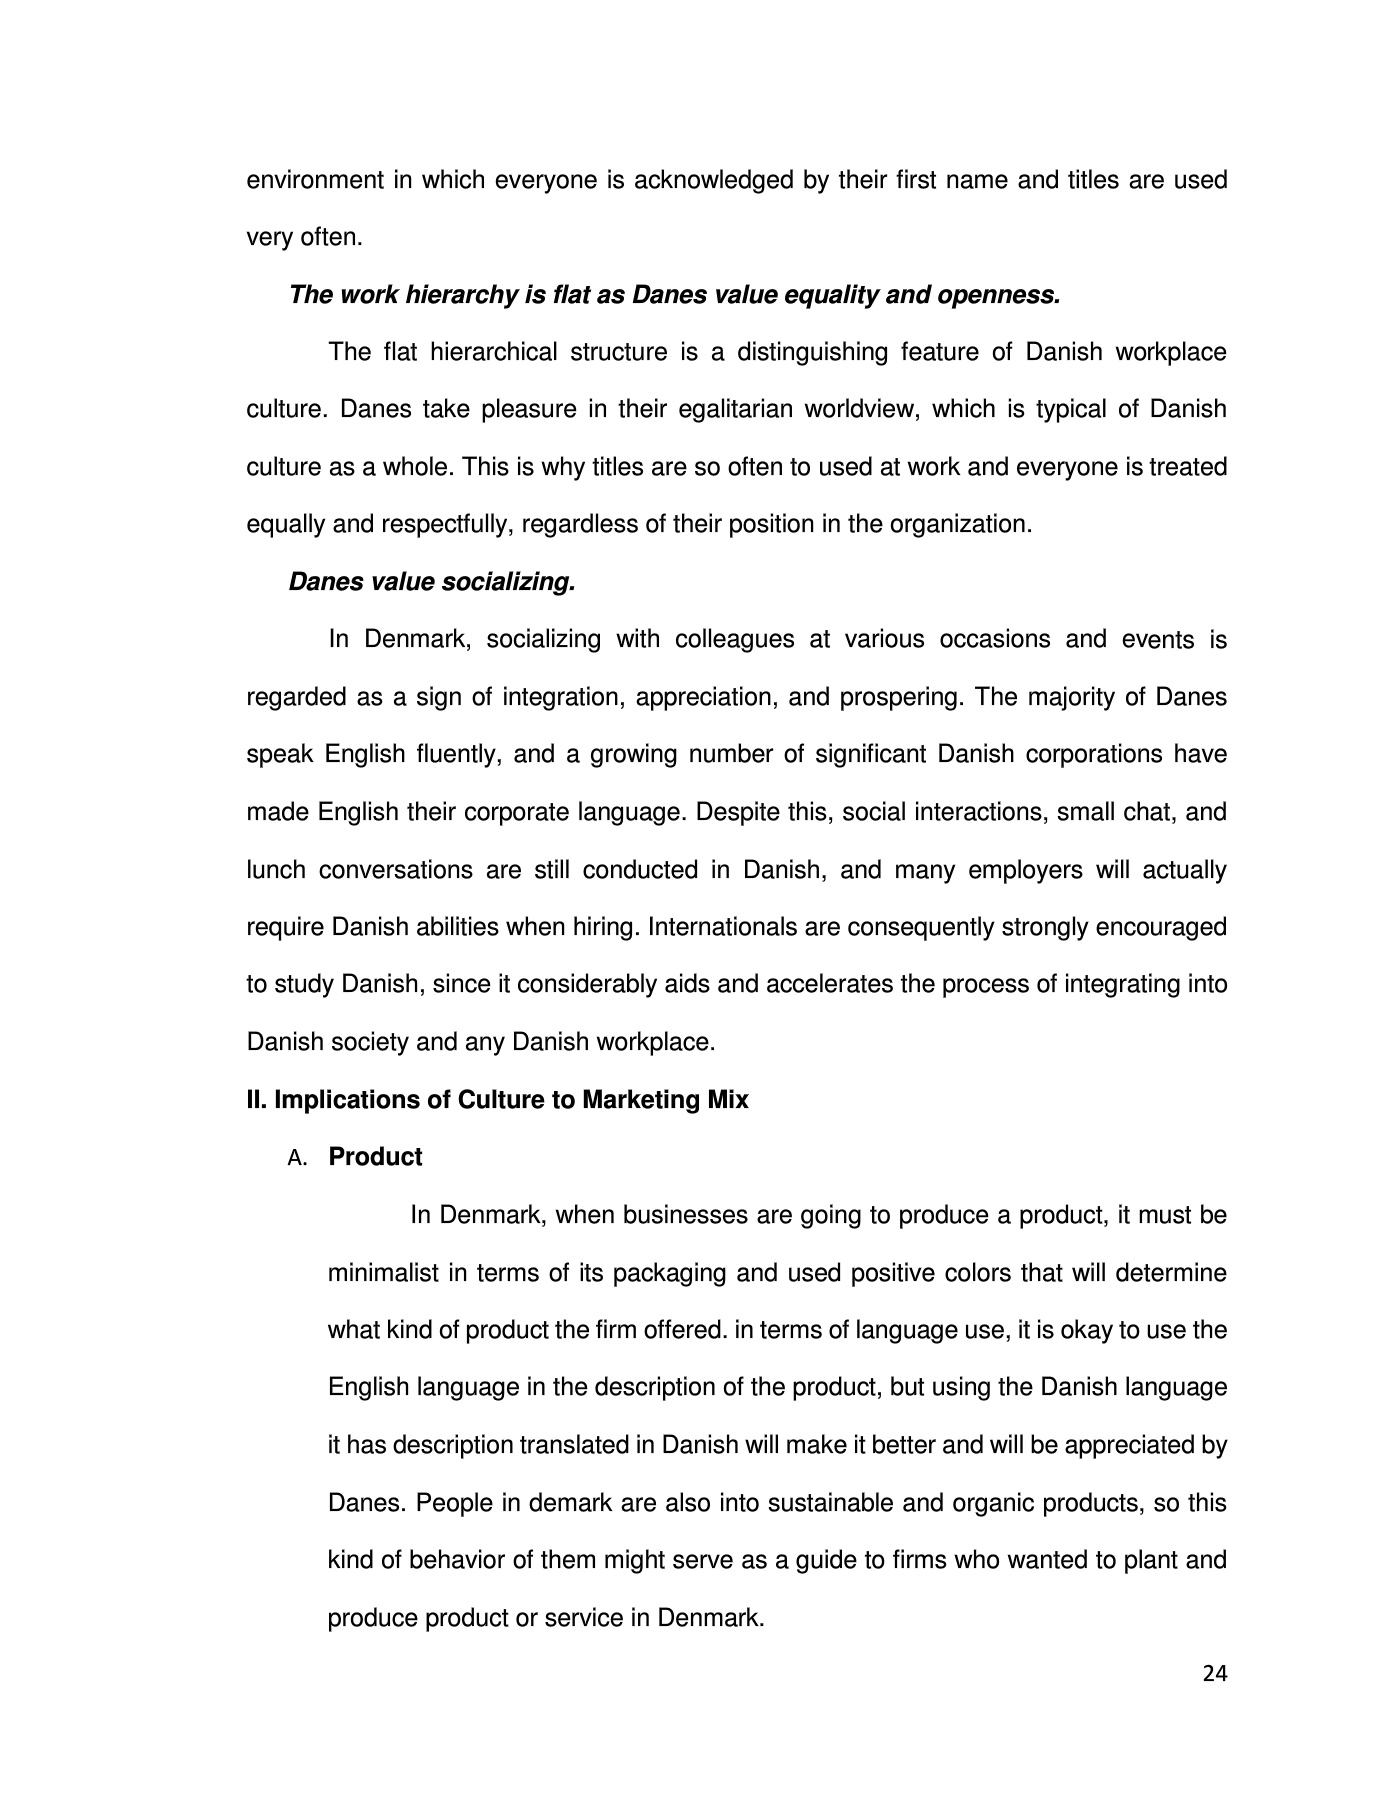 environment in which everyone is acknowledged by their first name and titles are used
very often.
The work hierarchy is flat as Danes value equality and openness.
The flat hierarchical structure is a distinguishing feature of Danish workplace
culture. Danes take pleasure in their egalitarian worldview, which is typical of Danish
culture as a whole. This is why titles are so often to used at work and everyone is treated
equally and respectfully, regardless of their position in the organization.
Danes value socializing.
In Denmark, socializing with colleagues at various occasions and events is
regarded as a sign of integration, appreciation, and prospering. The majority of Danes
speak English fluently, and a growing number of significant Danish corporations have
made English their corporate language. Despite this, social interactions, small chat, and
lunch conversations are still conducted in Danish, and many employers will actually
require Danish abilities when hiring. Internationals are consequently strongly encouraged
to study Danish, since it considerably aids and accelerates the process of integrating into
Danish society and any Danish workplace.
II. Implications of Culture to Marketing Mix
A. Product
In Denmark, when businesses are going to produce a product, it must be
minimalist in terms of its packaging and used positive colors that will determine
what kind of product the firm offered. in terms of language use, it is okay to use the
English language in the description of the product, but using the Danish language
it has description translated in Danish will make it better and will be appreciated by
Danes. People in demark are also into sustainable and organic products, so this
kind of behavior of them might serve as a guide to firms who wanted to plant and
produce product or service in Denmark.
24